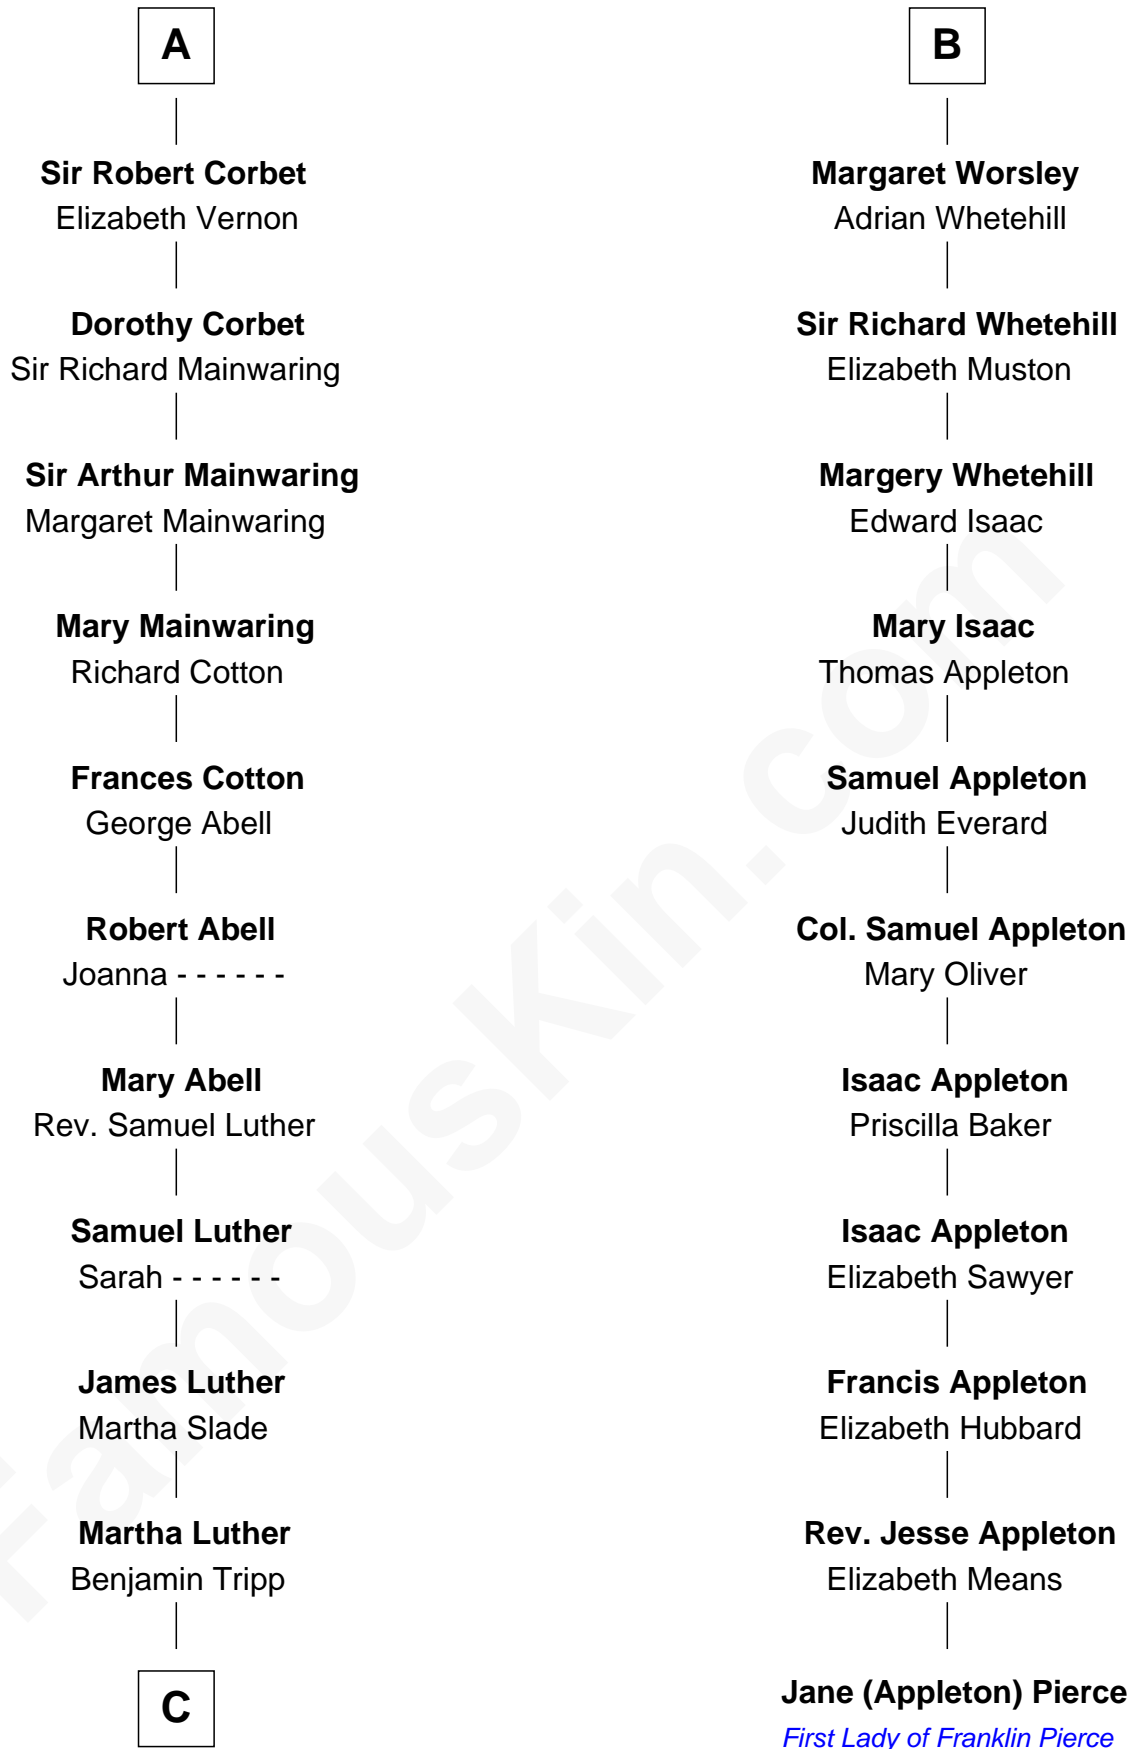 A
Sir Robert Corbet
Elizabeth Vernon
Dorothy Corbet
Sir Richard Mainwaring
Sir Arthur Mainwaring
Margaret Mainwaring
Mary Mainwaring
Richard Cotton
Frances Cotton
George Abell
Robert Abell
Joanna - - - - - -
Mary Abell
Rev. Samuel Luther
Samuel Luther
Sarah - - - - - -
James Luther
Martha Slade
Martha Luther
Benjamin Tripp
C
B
Margaret Worsley
Adrian Whetehill
Sir Richard Whetehill
Elizabeth Muston
Margery Whetehill
Edward Isaac
Mary Isaac
Thomas Appleton
Samuel Appleton
Judith Everard
Col. Samuel Appleton
Mary Oliver
Isaac Appleton
Priscilla Baker
Isaac Appleton
Elizabeth Sawyer
Francis Appleton
Elizabeth Hubbard
Rev. Jesse Appleton
Elizabeth Means
Jane (Appleton) Pierce
First Lady of Franklin Pierce
FamousKin.com